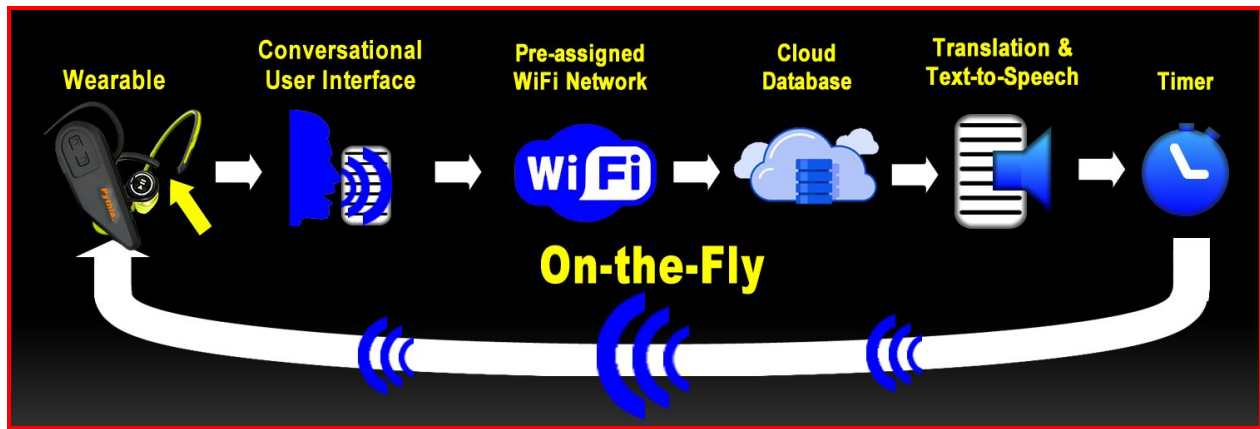 Wearable
Conversational
User Interface
Pre-assigned
WiFi Network
Cloud
Database
Translation &
Text-to-Speech
Timer
Pythia
WiFi
On-the-Fly